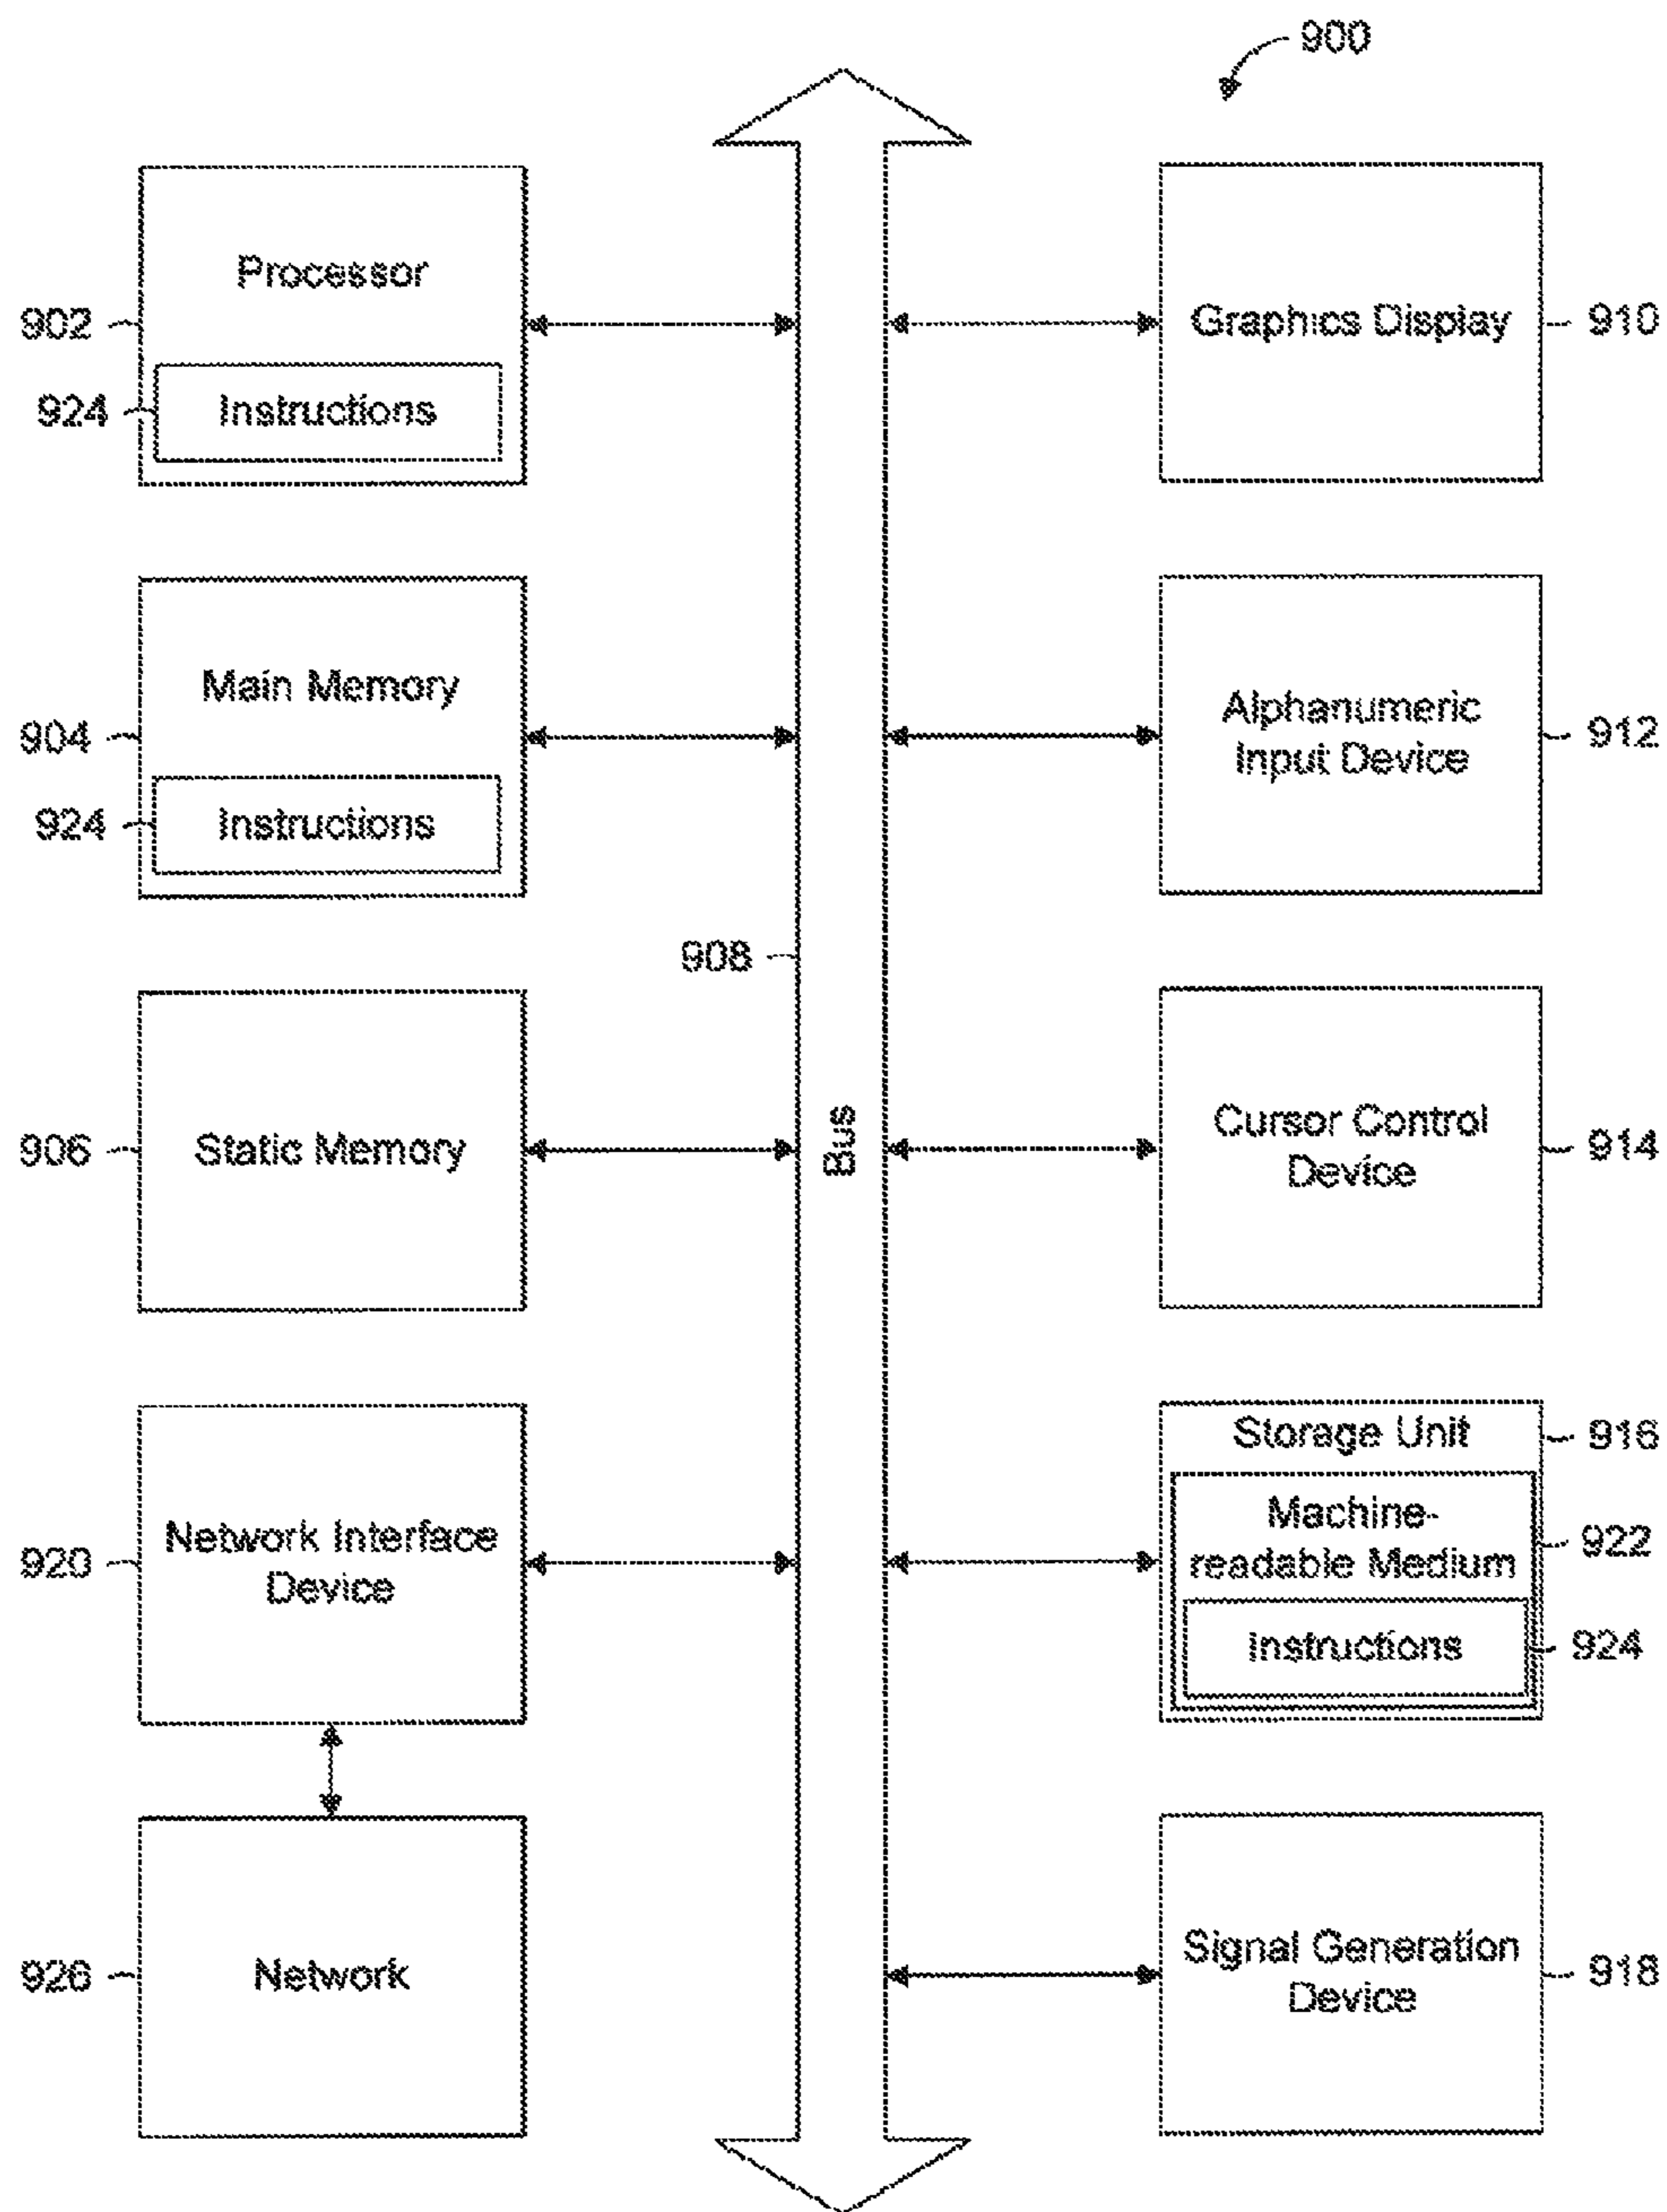 900
Processor
902
924
Instructions
Graphics Display
910
Main Memory
904
924
Instructions
Alphanumeric
Input Device
912
908
Bus
906
Static Memory
Cursor Control
Device
914
920
Network Interface
Device
Storage Unit
916
Machine-
readable Medium
922
Instructions
924
926
Network
Signal Generation
Device
918